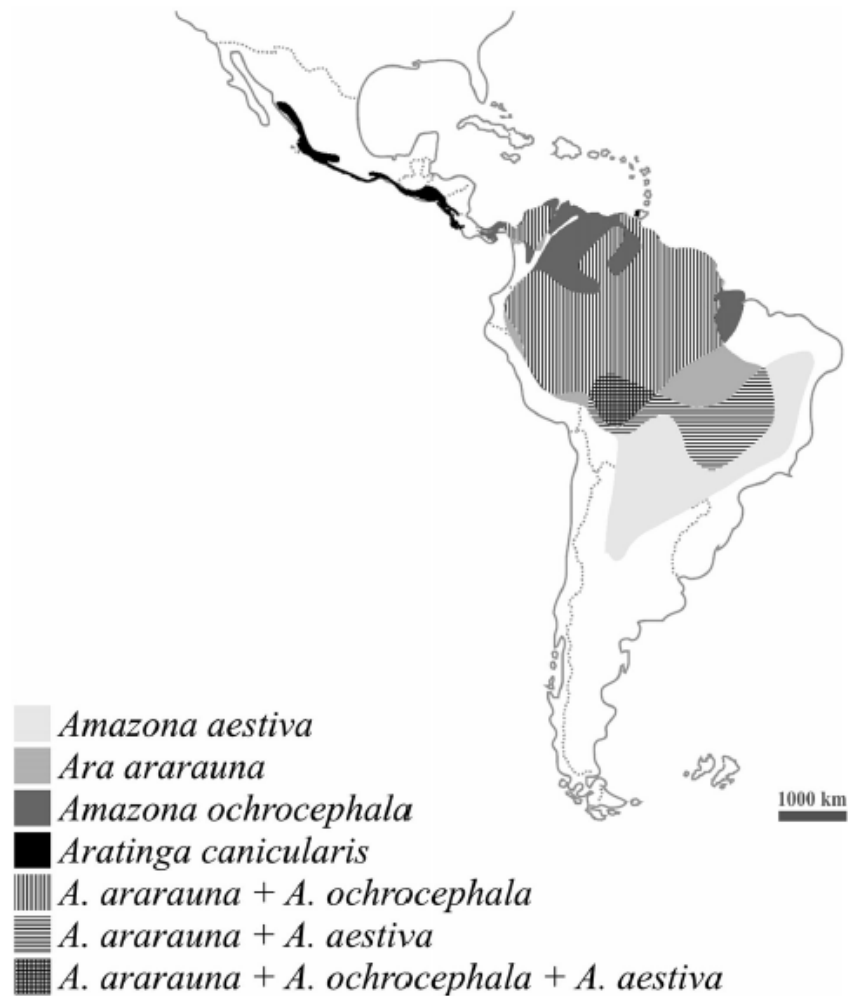 Amazona aestiva
Ara ararauna
Amazona ochrocephala
1000 km
Aratinga canicularis
A. ararauna + A. ochrocephala
A. ararauna + A. aestiva
A. ararauna + A. ochrocephala + A. aestiva